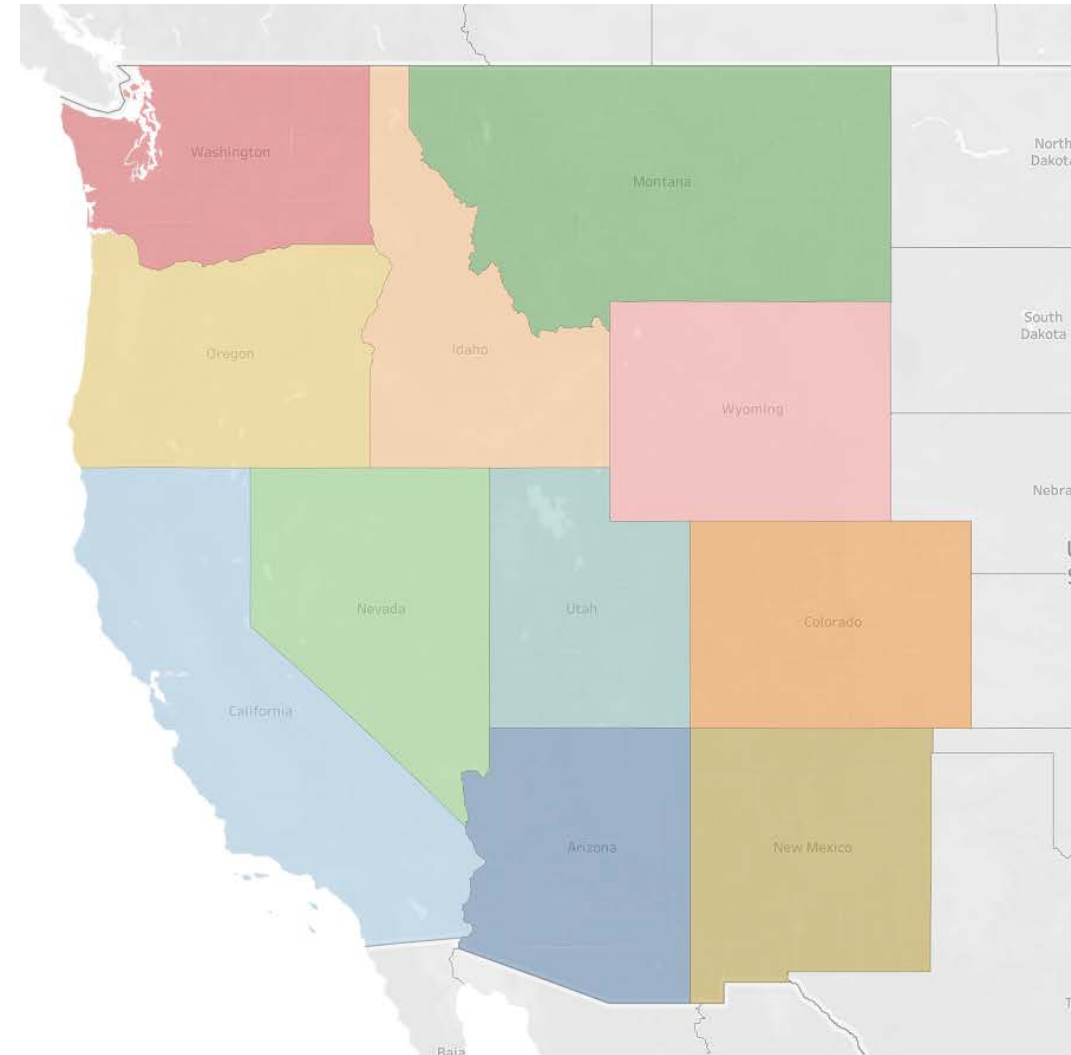 Washington
North
Dakota
Montana
South
Dakota
Oregon
Idaho
Wyoming
Nebra
Nevada
Utah
Colorado
California
Arizona
New Mexico
Baja